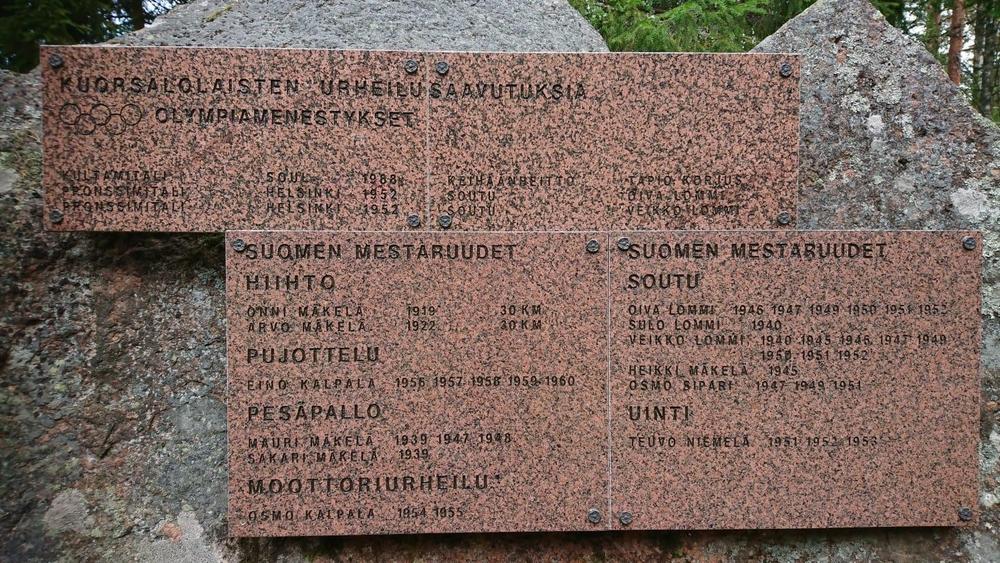 KUORSALOLAISTEN URHEILUSAAVUTUKSIA
OLYMPIAMENESTYKSET
KULTAMITALI SOUL 1988 KEIHÄÄNHEITTO TAPIO KORJUS
PRONSSIMITALI HELSINKI 1952 SOUTU OIVA LOMMI
PRONSSIMITALI HELSINKI 1952 SOUTU VEIKKO LOMMI
SUOMEN MESTARUUDET
HIIHTO
ONNI MÄKELÄ 1919 30 KM
ARVO MÄKELÄ 1922 30 KM
PUJOTTELU
EINO KALPALA 1956 1957 1958 1959 1960
PESÄPALLO
MAURI MÄKELÄ 1939 1947 1948
SAKARI MÄKELÄ 1939
MOOTTORIURHEILU
OSMO KALPALA 1954 1955
SUOMEN MESTARUUDET
SOUTU
OIVA LOMMI 1946 1947 1949 1950 1951 1952
SULO LOMMI 1940
VEIKKO LOMMI 1940 1945 1946 1947 1949
1950 1951 1952
HEIKKI MÄKELÄ 1945
OSMO SIPARI 1947 1949 1951
UINTI
TEUVO NIEMELÄ 1951 1952 1953